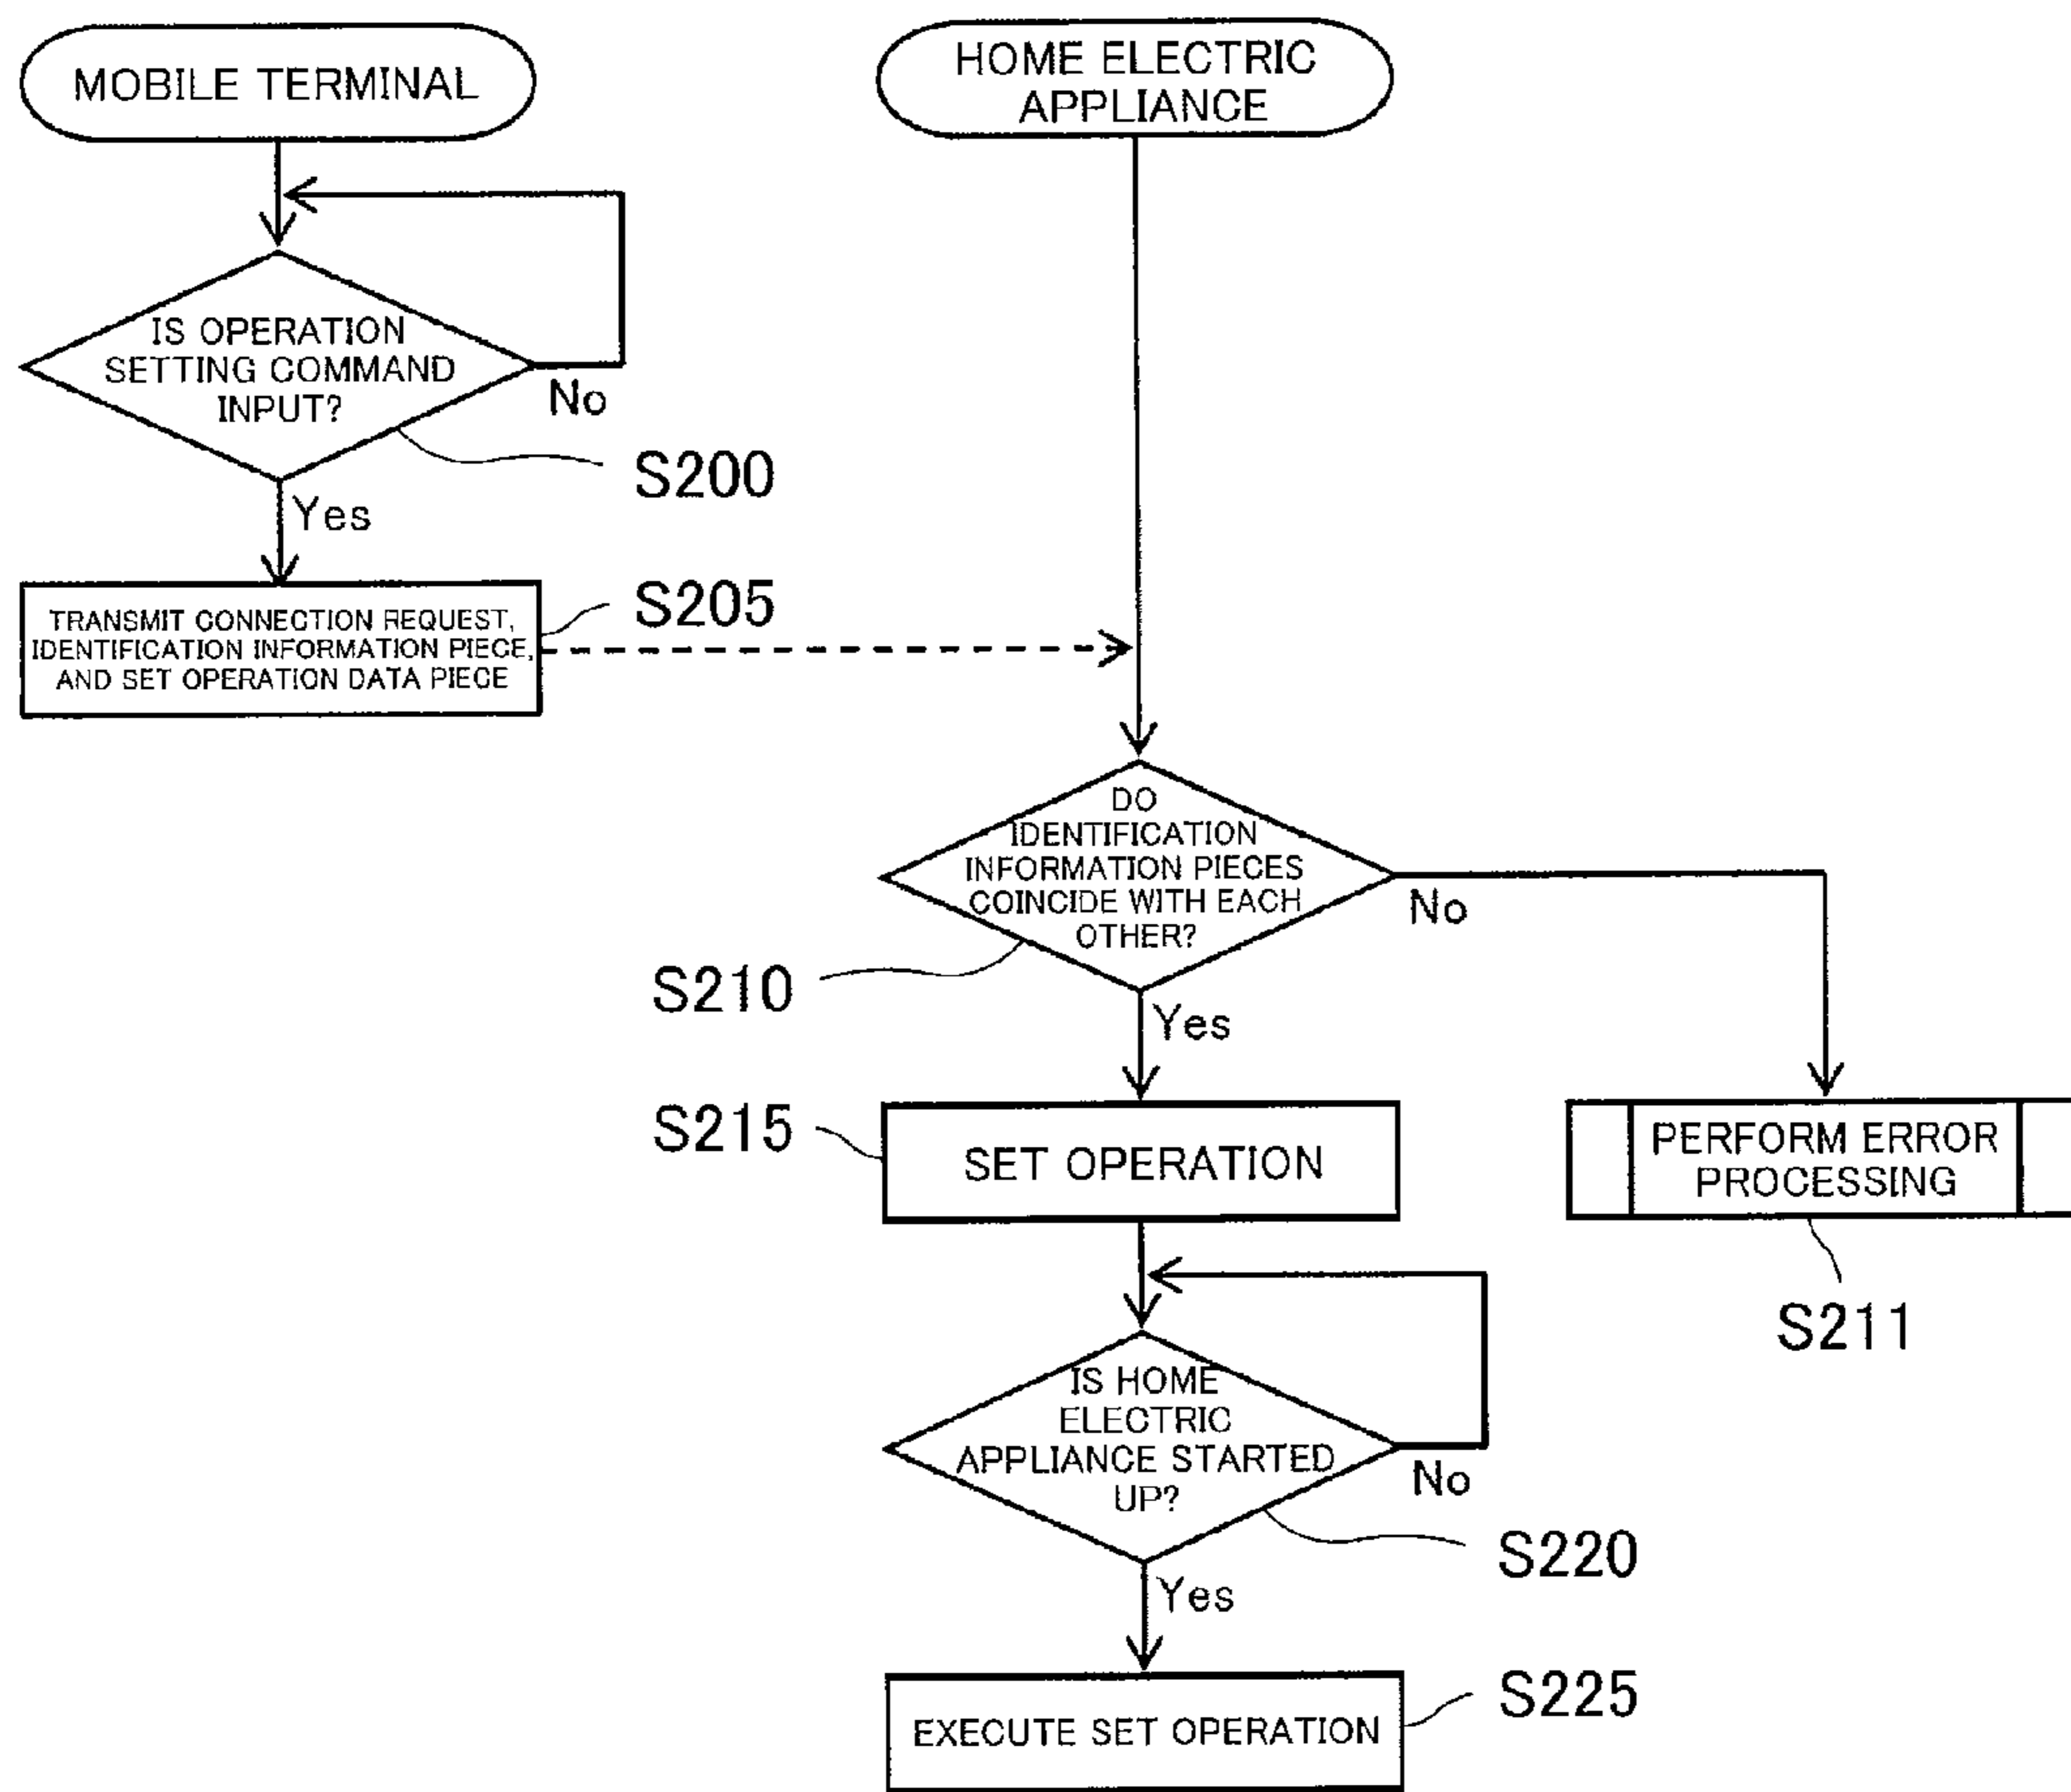 MOBILE TERMINAL
HOME ELECTRIC
APPLIANCE
IS OPERATION
SETTING COMMAND
INPUT?
No
S200
Yes
TRANSMIT CONNECTION REQUEST,
IDENTIFICATION INFORMATION PIECE,
AND SET OPERATION DATA PIECE
S205
DO
IDENTIFICATION
INFORMATION PIECES
COINCIDE WITH EACH
OTHER?
No
S210
Yes
S215
SET OPERATION
PERFORM ERROR
PROCESSING
S211
IS HOME
ELECTRIC
APPLIANCE STARTED
UP?
No
S220
Yes
EXECUTE SET OPERATION
S225